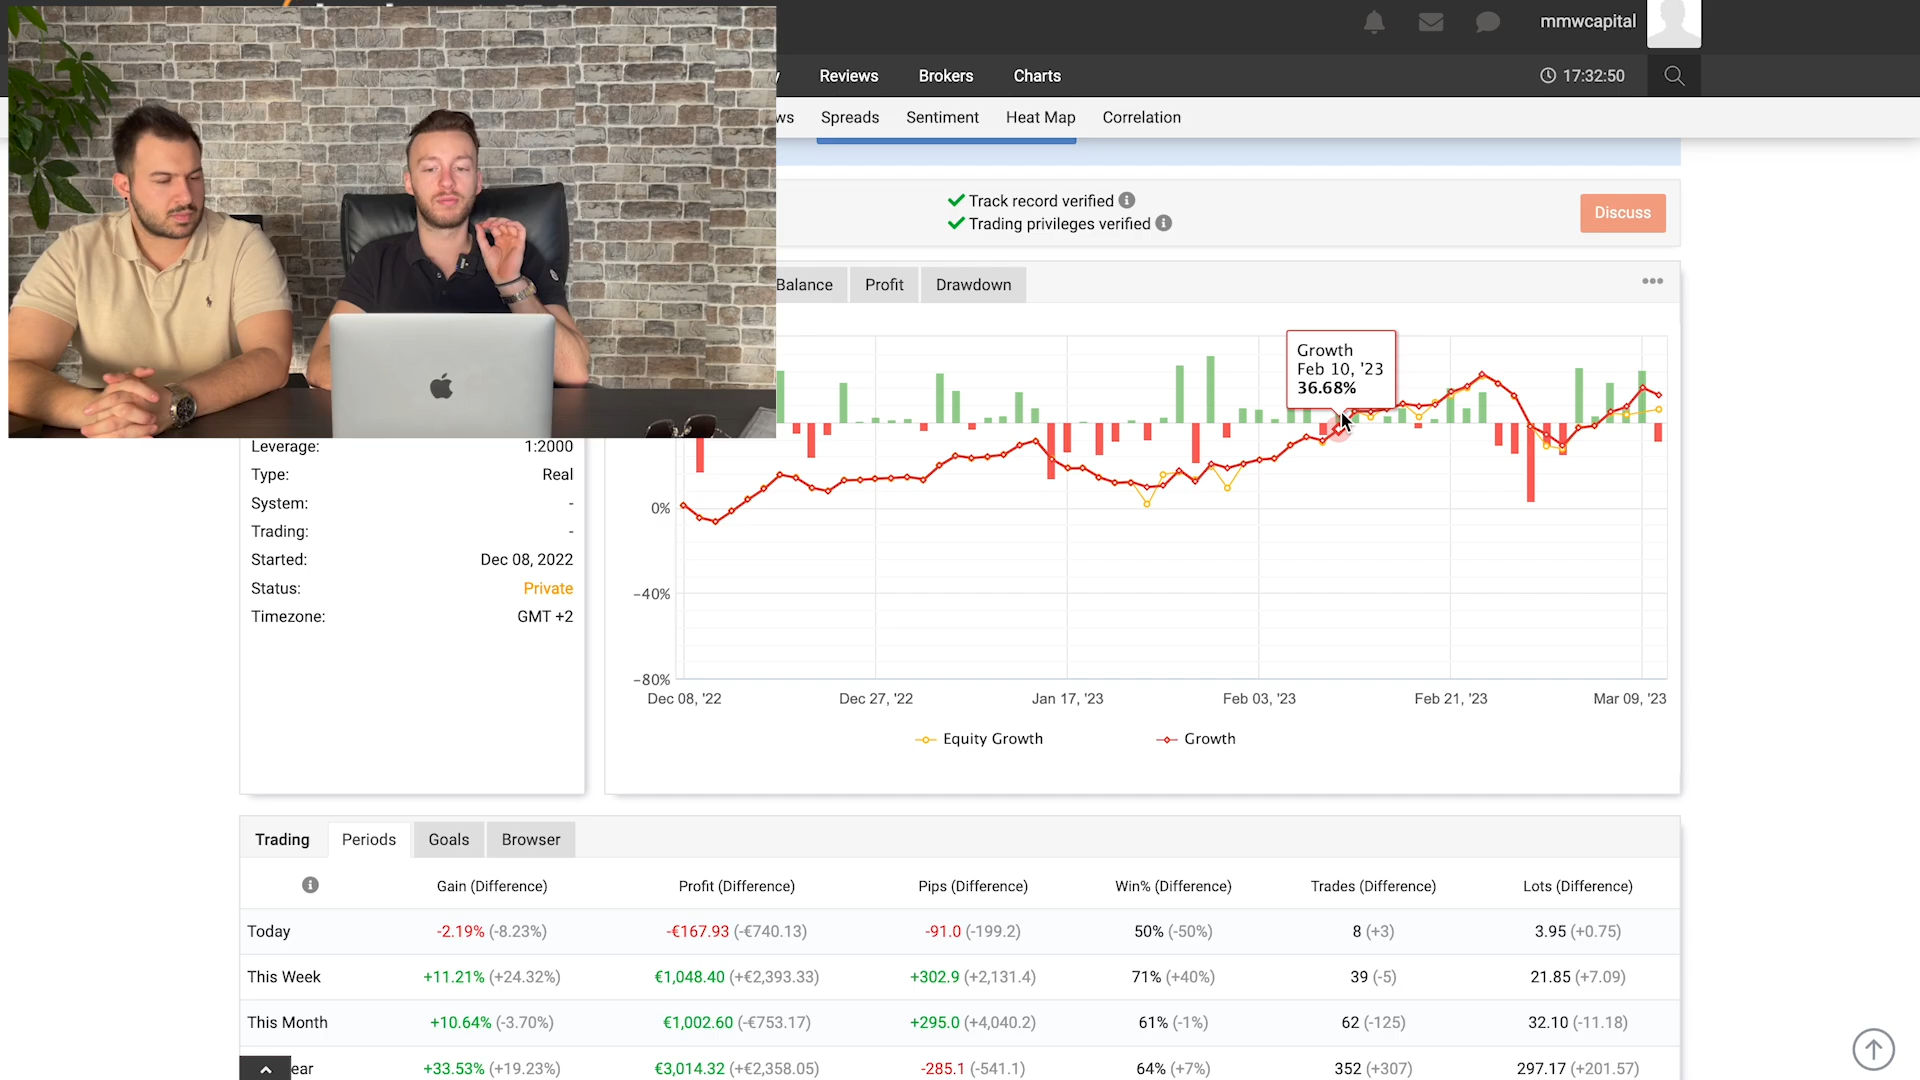 mmwcapital
Reviews Brokers Charts 17:32:50
Spreads Sentiment Heat Map Correlation
Track record verified
Trading privileges verified
Discuss
Balance Profit Drawdown
Growth
Feb 10, '23
36.68%
0%
-40%
-80%
Dec 08, '22 Dec 27, '22 Jan 17, '23 Feb 03, '23 Feb 21, '23 Mar 09, '23
Equity Growth Growth
Leverage: 1:2000
Type: Real
System: -
Trading: -
Started: Dec 08, 2022
Status: Private
Timezone: GMT +2
Trading Periods Goals Browser
Gain (Difference) Profit (Difference) Pips (Difference) Win% (Difference) Trades (Difference) Lots (Difference)
Today -2.19% (-8.23%) -€167.93 (-€740.13) -91.0 (-199.2) 50% (-50%) 8 (+3) 3.95 (+0.75)
This Week +11.21% (+24.32%) €1,048.40 (+€2,393.33) +302.9 (+2,131.4) 71% (+40%) 39 (-5) 21.85 (+7.09)
This Month +10.64% (-3.70%) €1,002.60 (-€753.17) +295.0 (+4,040.2) 61% (-1%) 62 (-125) 32.10 (-11.18)
ear +33.53% (+19.23%) €3,014.32 (+€2,358.05) -285.1 (-541.1) 64% (+7%) 352 (+307) 297.17 (+201.57)